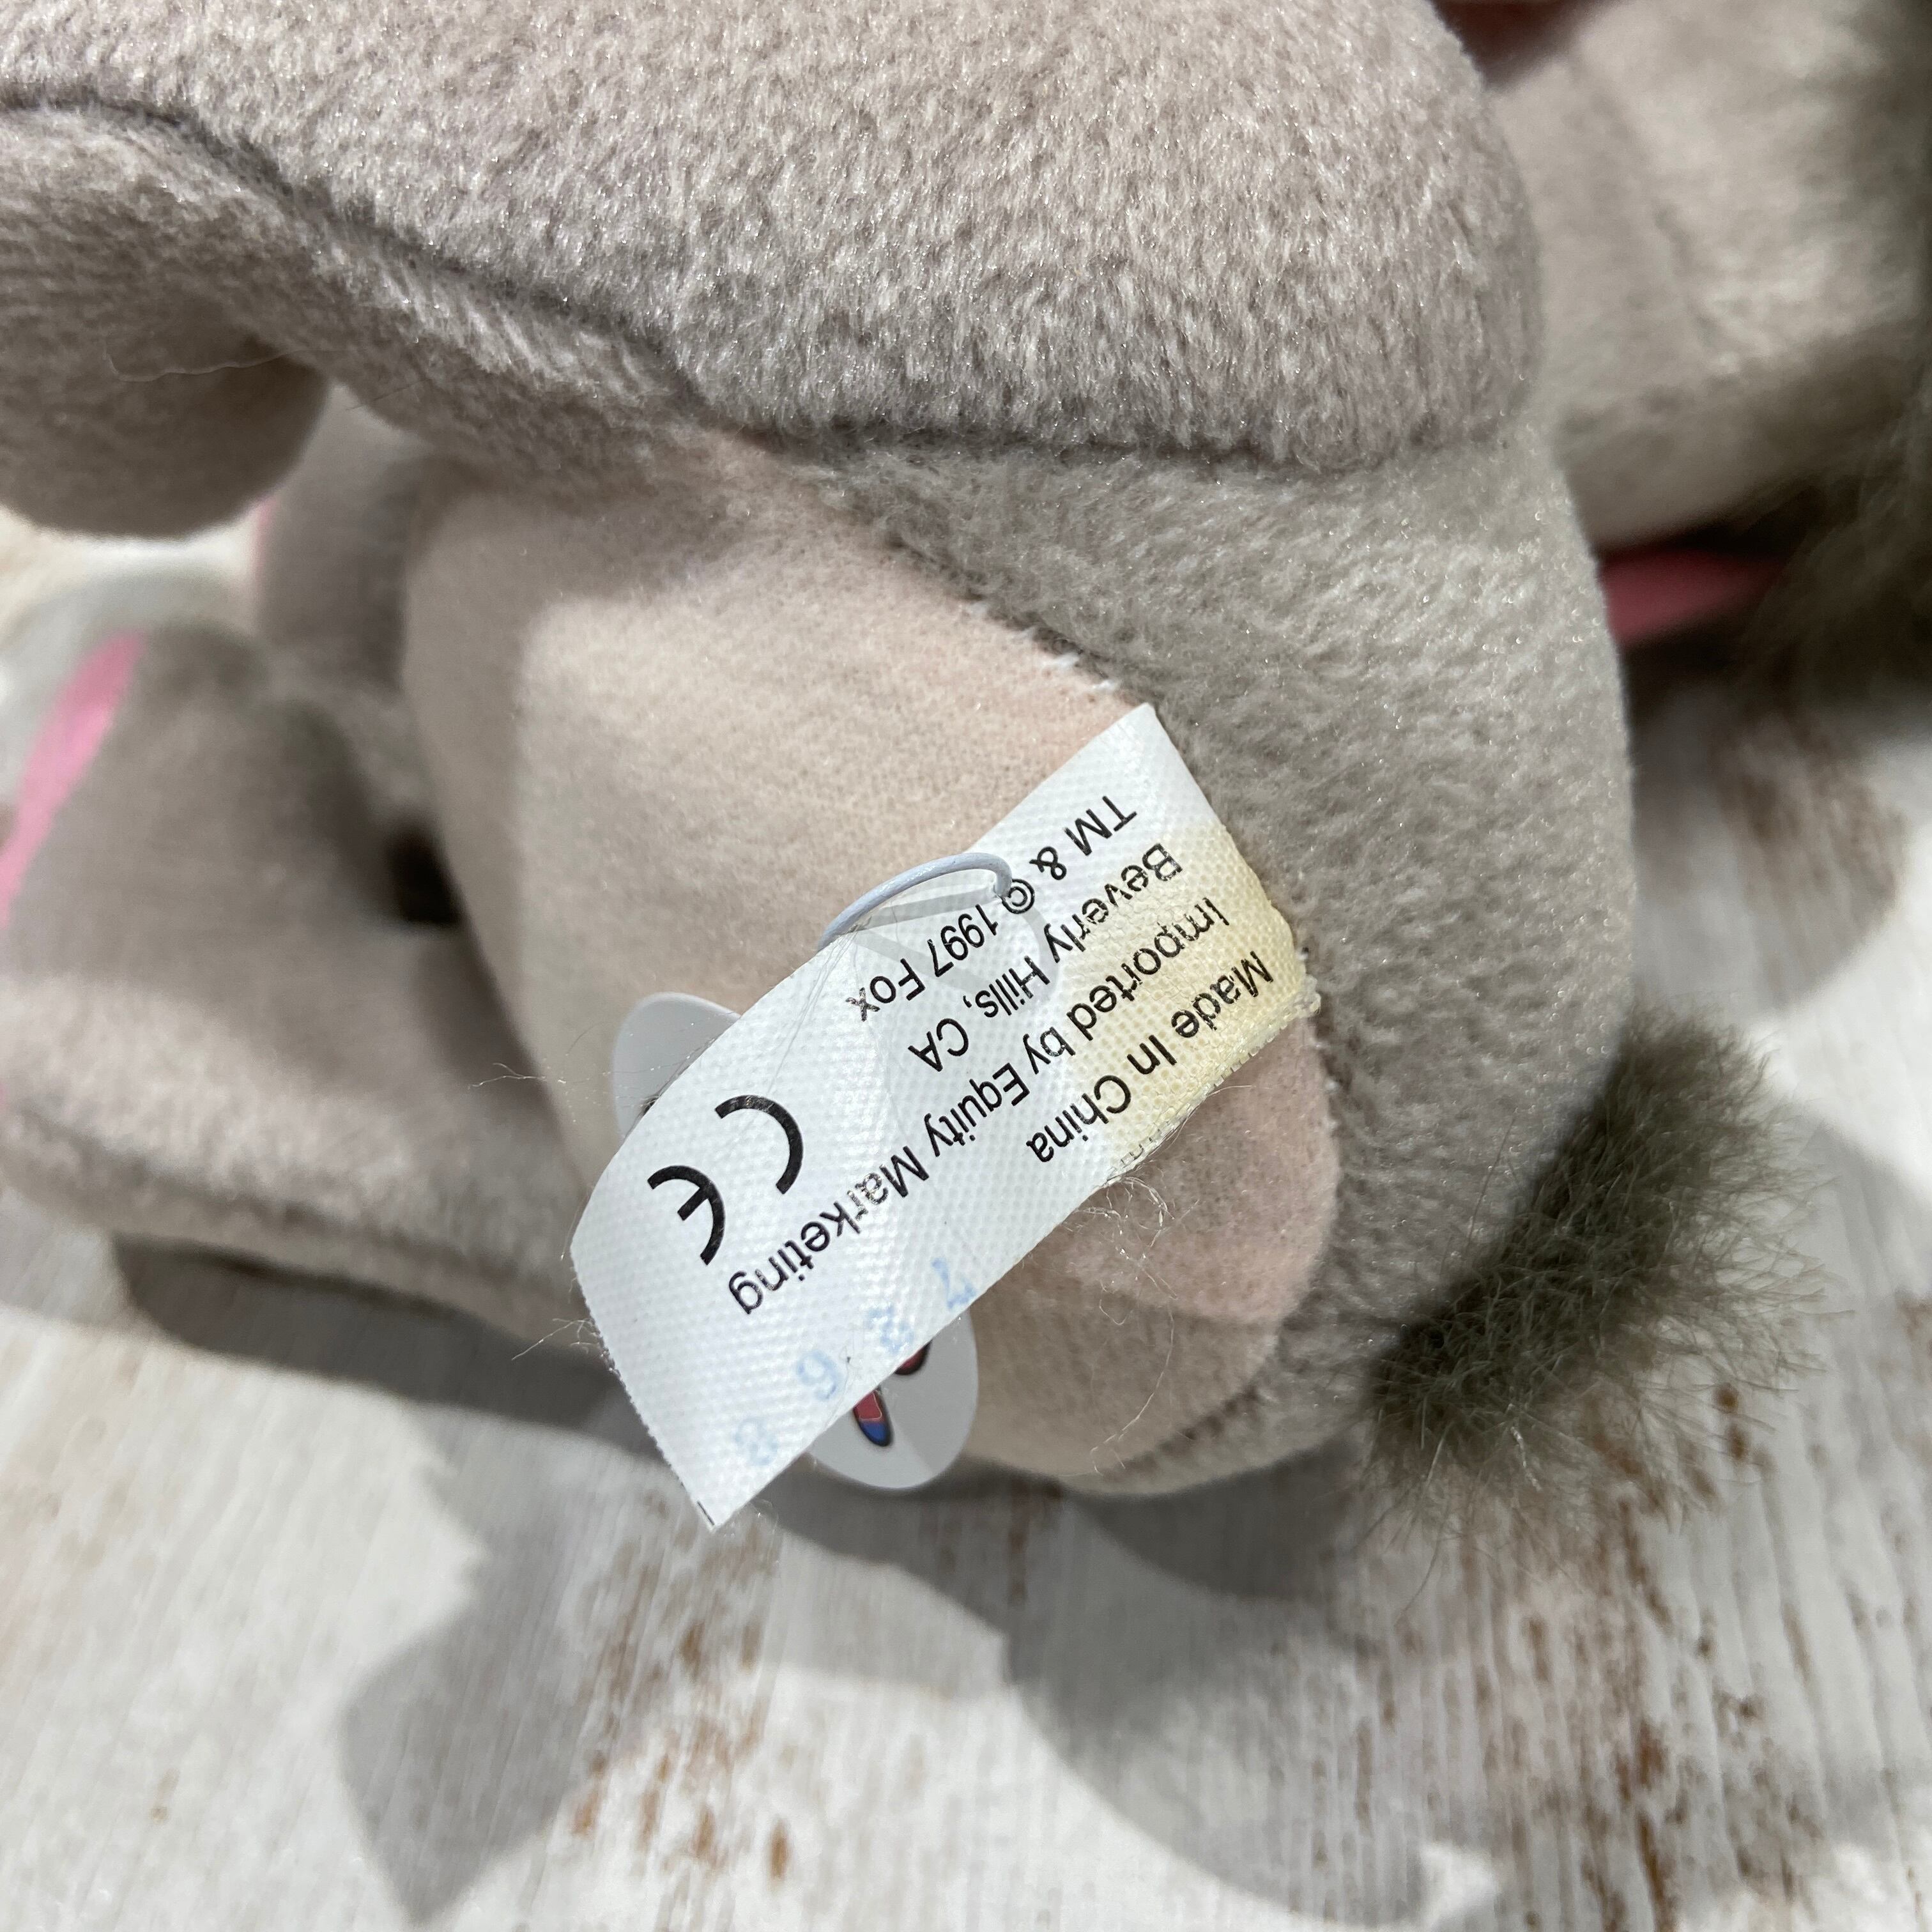 Made In China
Imported by Equity Marketing
Beverly Hills, CA
TM & © 1997 Fox
CE